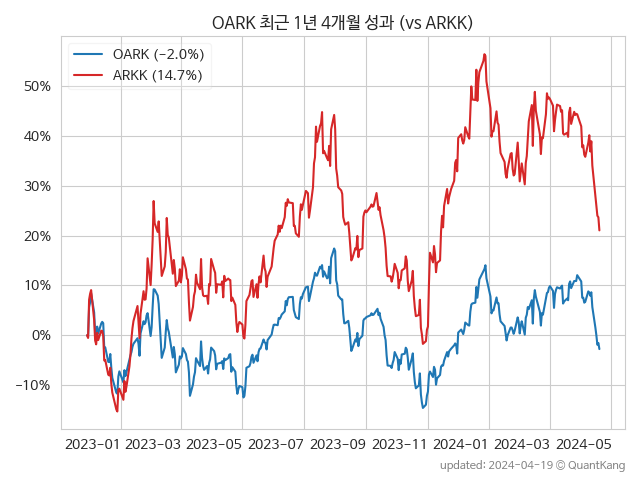 OARK 최근 1년 4개월 성과 (vs ARKK)
OARK (−2.0%)
ARKK (14.7%)
50%
40%
30%
20%
10%
0%
−10%
2023-01 2023-03 2023-05 2023-07 2023-09 2023-11 2024-01 2024-03 2024-05
updated: 2024-04-19 © QuantKang